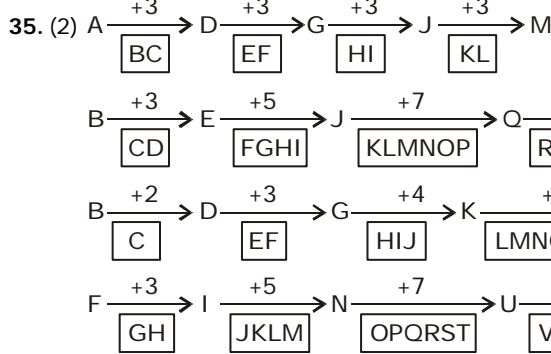 +3 +3 +3 +3
35. (2) A D G J M
BC EF HI KL
+3 +5 +7
B E J Q
CD FGHI KLMNOP R
+2 +3 +4 +
B D G K
C EF HIJ LMN
+3 +5 +7
F I N U
GH JKLM OPQRST V